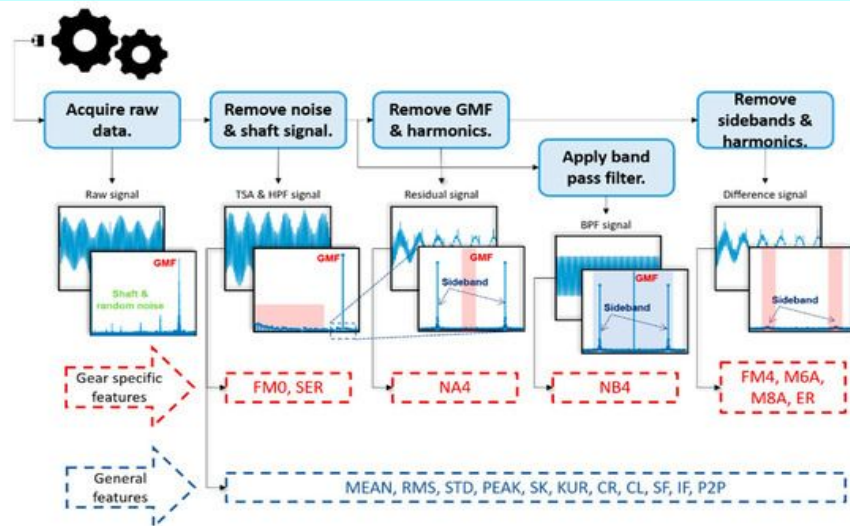 Acquire raw
data.
Remove noise
& shaft signal.
Remove GMF
& harmonics.
Remove
sidebands &
harmonics.
Apply band
pass filter.
Raw signal
TSA & HPF signal
Residual signal
BPF signal
Difference signal
GMF
Shaft &
random noise
GMF
GMF
Sideband
GMF
Sideband
Sideband
Gear specific
features
FM0, SER
NA4
NB4
FM4, M6A,
M8A, ER
General
features
MEAN, RMS, STD, PEAK, SK, KUR, CR, CL, SF, IF, P2P